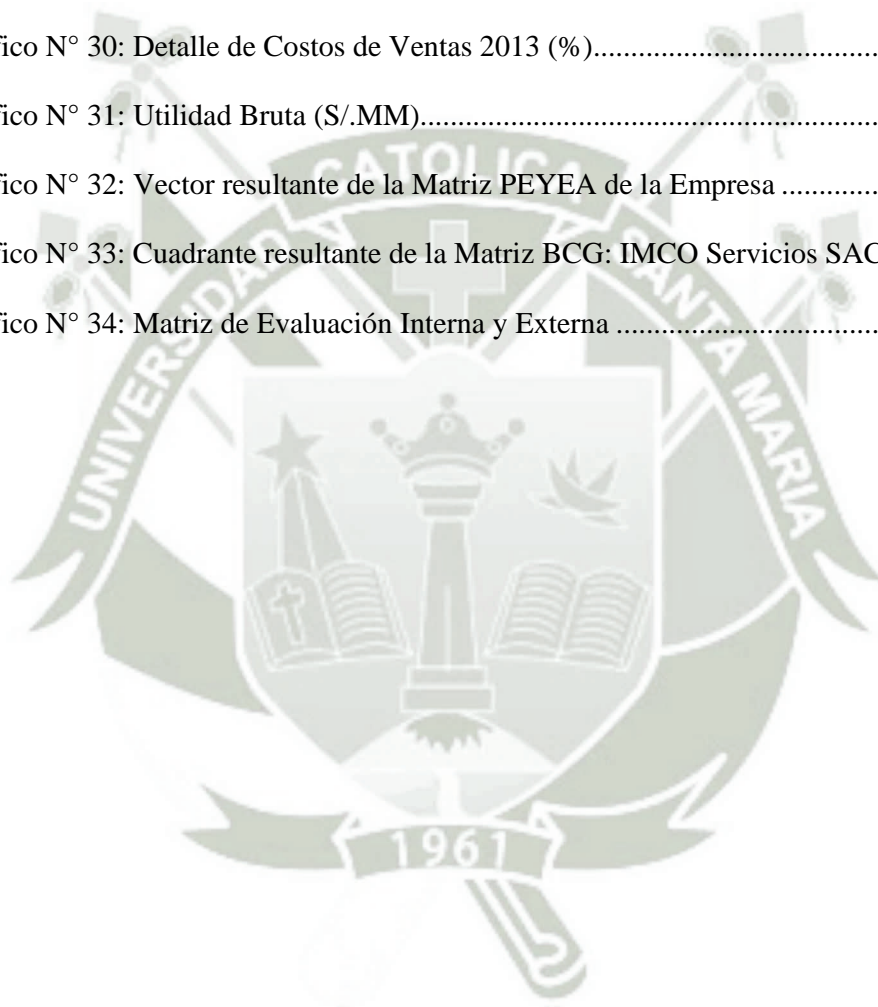 fico N° 30: Detalle de Costos de Ventas 2013 (%)....................................
fico N° 31: Utilidad Bruta (S/.MM)............................................................
fico N° 32: Vector resultante de la Matriz PEYEA de la Empresa .............
fico N° 33: Cuadrante resultante de la Matriz BCG: IMCO Servicios SAC
fico N° 34: Matriz de Evaluación Interna y Externa ..................................
UNIVERSIDAD CATOLICA SANTA MARIA
1961